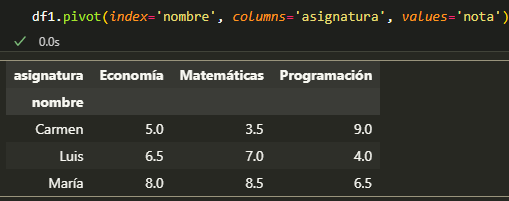 df1.pivot(index='nombre', columns='asignatura', values='nota')
0.0s
asignatura Economía Matemáticas Programación
nombre
Carmen 5.0 3.5 9.0
Luis 6.5 7.0 4.0
María 8.0 8.5 6.5